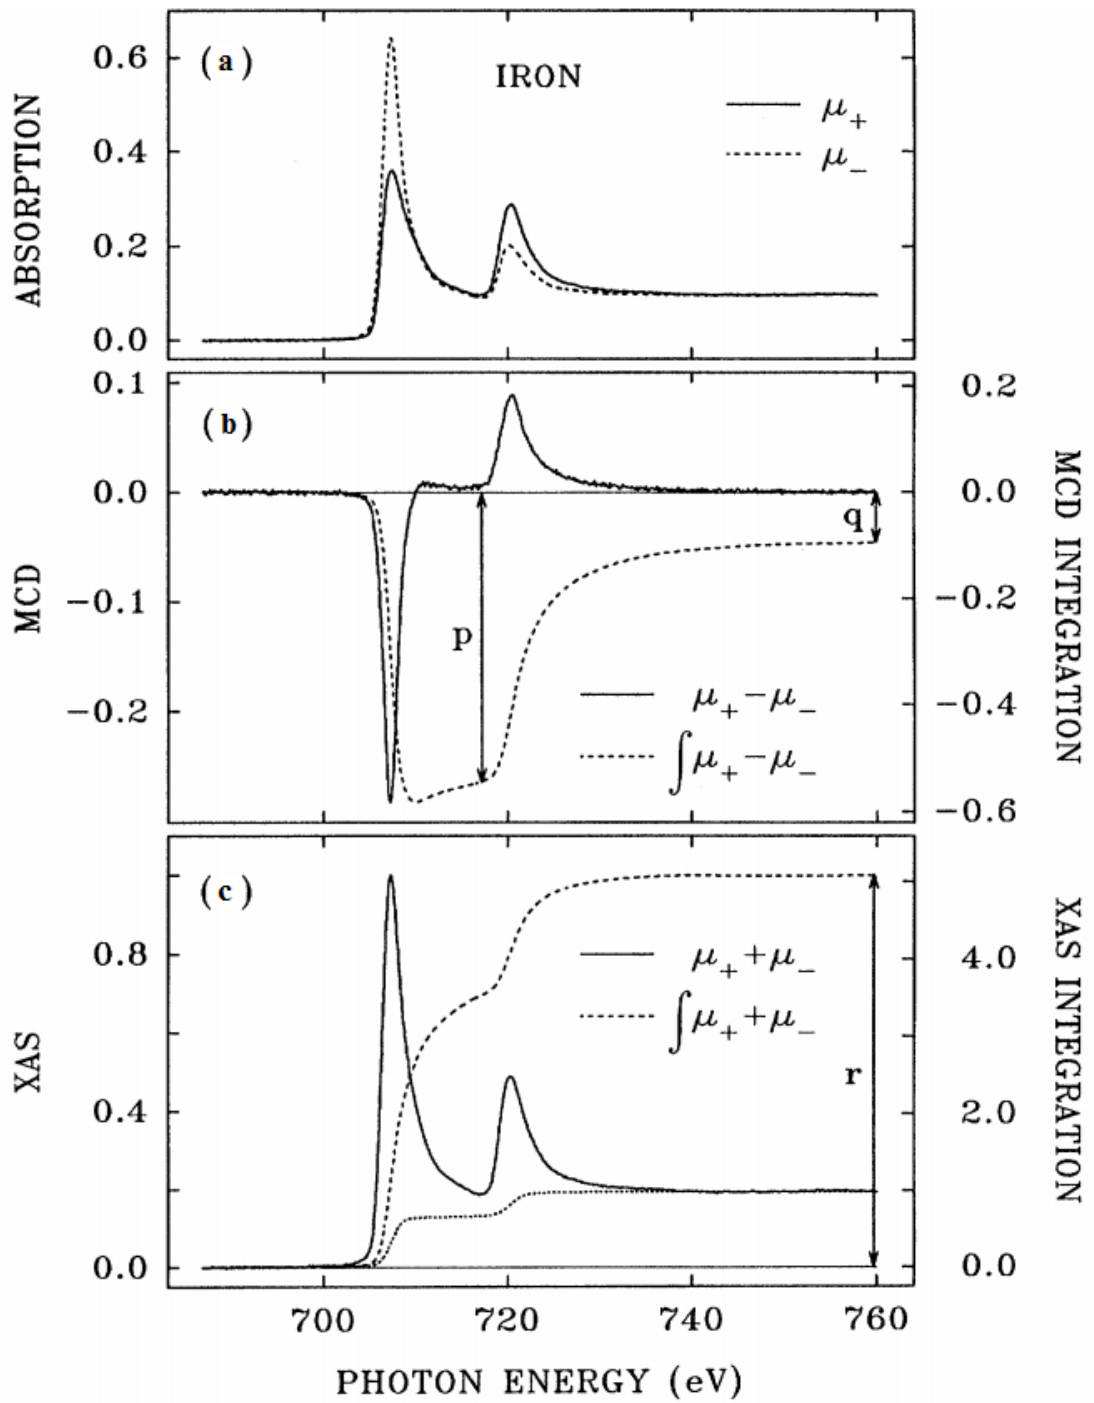 (a)
IRON
μ+
μ−
0.6
0.4
0.2
0.0
ABSORPTION
(b)
0.1
0.0
−0.1
−0.2
MCD
p
q
μ+−μ−
∫μ+−μ−
0.2
0.0
−0.2
−0.4
−0.6
MCD INTEGRATION
(c)
0.8
0.4
0.0
XAS
μ++μ−
∫μ++μ−
r
4.0
2.0
0.0
XAS INTEGRATION
700 720 740 760
PHOTON ENERGY (eV)